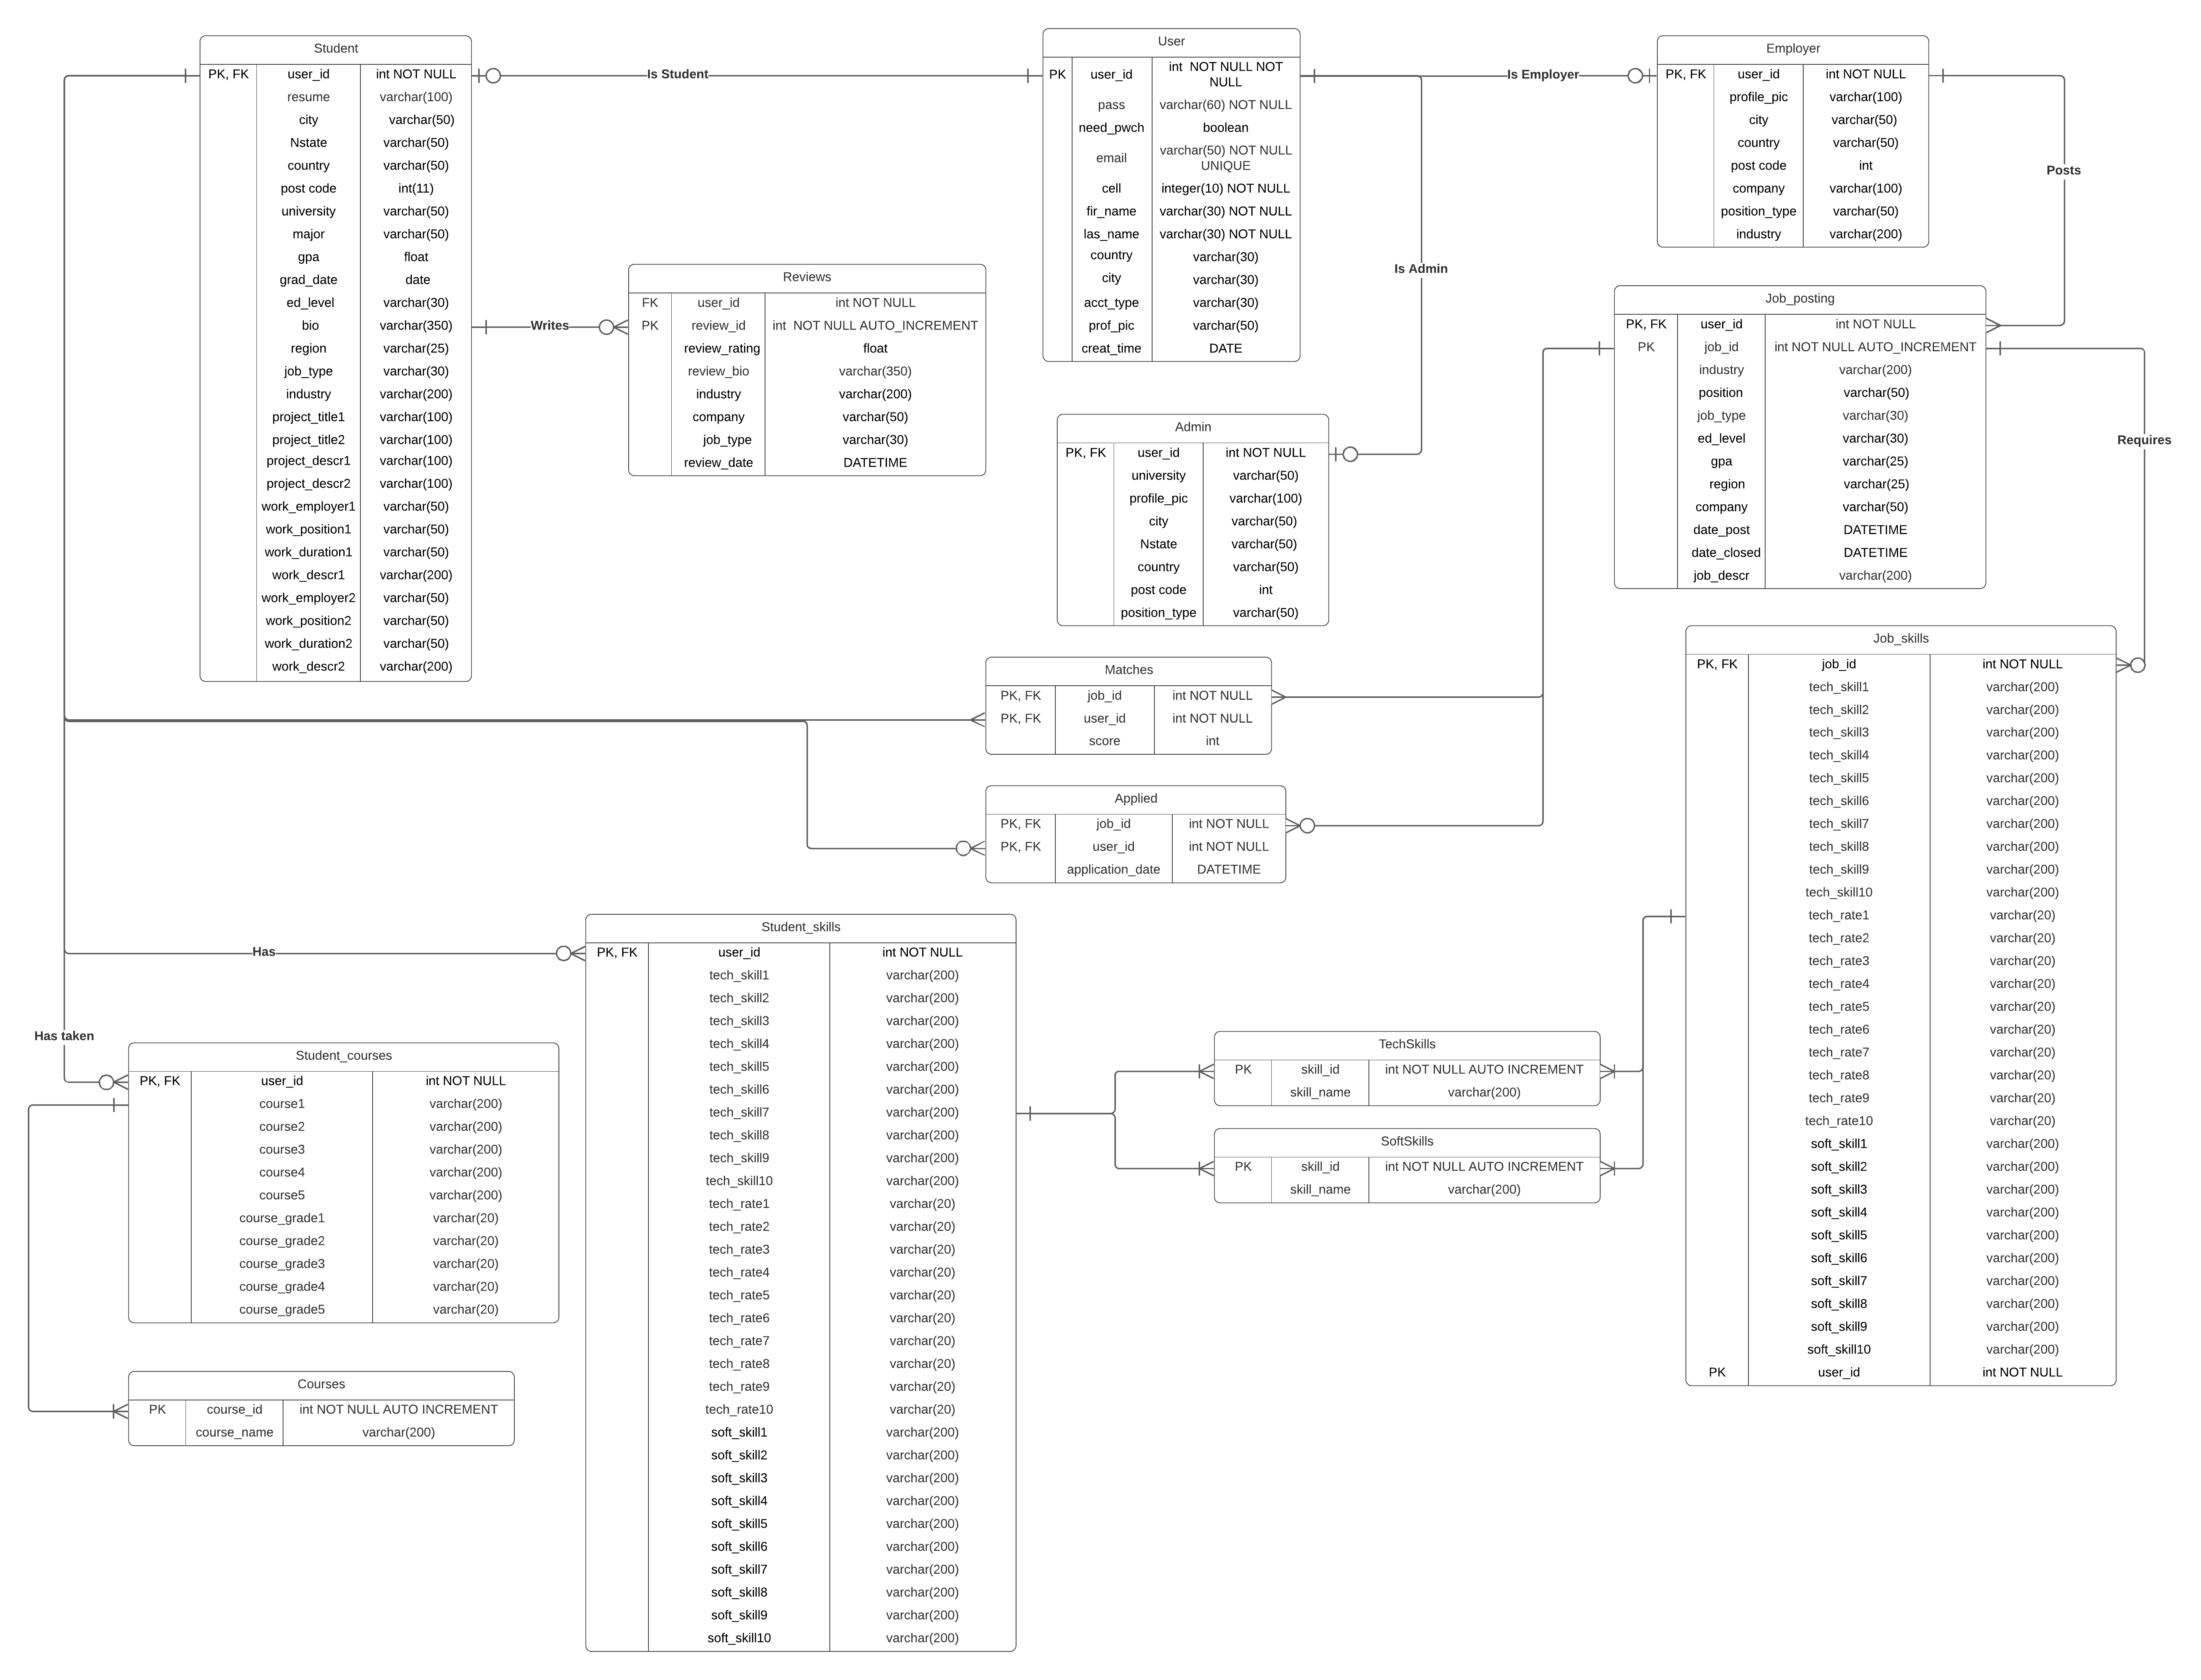 Student
PK, FK user_id int NOT NULL
resume varchar(100)
city varchar(50)
Nstate varchar(50)
country varchar(50)
post code int(11)
university varchar(50)
major varchar(50)
gpa float
grad_date date
ed_level varchar(30)
bio varchar(350)
region varchar(25)
job_type varchar(30)
industry varchar(200)
project_title1 varchar(100)
project_title2 varchar(100)
project_descr1 varchar(100)
project_descr2 varchar(100)
work_employer1 varchar(50)
work_position1 varchar(50)
work_duration1 varchar(50)
work_descr1 varchar(200)
work_employer2 varchar(50)
work_position2 varchar(50)
work_duration2 varchar(50)
work_descr2 varchar(200)
Is Student
User
PK user_id int NOT NULL NOT
NULL
pass varchar(60) NOT NULL
need_pwch boolean
email varchar(50) NOT NULL
UNIQUE
cell integer(10) NOT NULL
fir_name varchar(30) NOT NULL
las_name varchar(30) NOT NULL
country varchar(30)
city varchar(30)
acct_type varchar(30)
prof_pic varchar(50)
creat_time DATE
Is Employer
Employer
PK, FK user_id int NOT NULL
profile_pic varchar(100)
city varchar(50)
country varchar(50)
post code int
company varchar(100)
position_type varchar(50)
industry varchar(200)
Posts
Writes
Reviews
FK user_id int NOT NULL
PK review_id int NOT NULL AUTO_INCREMENT
review_rating float
review_bio varchar(350)
industry varchar(200)
company varchar(50)
job_type varchar(30)
review_date DATETIME
Is Admin
Admin
PK, FK user_id int NOT NULL
university varchar(50)
profile_pic varchar(100)
city varchar(50)
Nstate varchar(50)
country varchar(50)
post code int
position_type varchar(50)
Job_posting
PK, FK user_id int NOT NULL
PK job_id int NOT NULL AUTO_INCREMENT
industry varchar(200)
position varchar(50)
job_type varchar(30)
ed_level varchar(30)
gpa varchar(25)
region varchar(25)
company varchar(50)
date_post DATETIME
date_closed DATETIME
job_descr varchar(200)
Requires
Matches
PK, FK job_id int NOT NULL
PK, FK user_id int NOT NULL
score int
Applied
PK, FK job_id int NOT NULL
PK, FK user_id int NOT NULL
application_date DATETIME
Job_skills
PK, FK job_id int NOT NULL
tech_skill1 varchar(200)
tech_skill2 varchar(200)
tech_skill3 varchar(200)
tech_skill4 varchar(200)
tech_skill5 varchar(200)
tech_skill6 varchar(200)
tech_skill7 varchar(200)
tech_skill8 varchar(200)
tech_skill9 varchar(200)
tech_skill10 varchar(200)
tech_rate1 varchar(20)
tech_rate2 varchar(20)
tech_rate3 varchar(20)
tech_rate4 varchar(20)
tech_rate5 varchar(20)
tech_rate6 varchar(20)
tech_rate7 varchar(20)
tech_rate8 varchar(20)
tech_rate9 varchar(20)
tech_rate10 varchar(20)
soft_skill1 varchar(200)
soft_skill2 varchar(200)
soft_skill3 varchar(200)
soft_skill4 varchar(200)
soft_skill5 varchar(200)
soft_skill6 varchar(200)
soft_skill7 varchar(200)
soft_skill8 varchar(200)
soft_skill9 varchar(200)
soft_skill10 varchar(200)
PK user_id int NOT NULL
Has
Student_skills
PK, FK user_id int NOT NULL
tech_skill1 varchar(200)
tech_skill2 varchar(200)
tech_skill3 varchar(200)
tech_skill4 varchar(200)
tech_skill5 varchar(200)
tech_skill6 varchar(200)
tech_skill7 varchar(200)
tech_skill8 varchar(200)
tech_skill9 varchar(200)
tech_skill10 varchar(200)
tech_rate1 varchar(20)
tech_rate2 varchar(20)
tech_rate3 varchar(20)
tech_rate4 varchar(20)
tech_rate5 varchar(20)
tech_rate6 varchar(20)
tech_rate7 varchar(20)
tech_rate8 varchar(20)
tech_rate9 varchar(20)
tech_rate10 varchar(20)
soft_skill1 varchar(200)
soft_skill2 varchar(200)
soft_skill3 varchar(200)
soft_skill4 varchar(200)
soft_skill5 varchar(200)
soft_skill6 varchar(200)
soft_skill7 varchar(200)
soft_skill8 varchar(200)
soft_skill9 varchar(200)
soft_skill10 varchar(200)
Has taken
Student_courses
PK, FK user_id int NOT NULL
course1 varchar(200)
course2 varchar(200)
course3 varchar(200)
course4 varchar(200)
course5 varchar(200)
course_grade1 varchar(20)
course_grade2 varchar(20)
course_grade3 varchar(20)
course_grade4 varchar(20)
course_grade5 varchar(20)
TechSkills
PK skill_id int NOT NULL AUTO INCREMENT
skill_name varchar(200)
SoftSkills
PK skill_id int NOT NULL AUTO INCREMENT
skill_name varchar(200)
Courses
PK course_id int NOT NULL AUTO INCREMENT
course_name varchar(200)